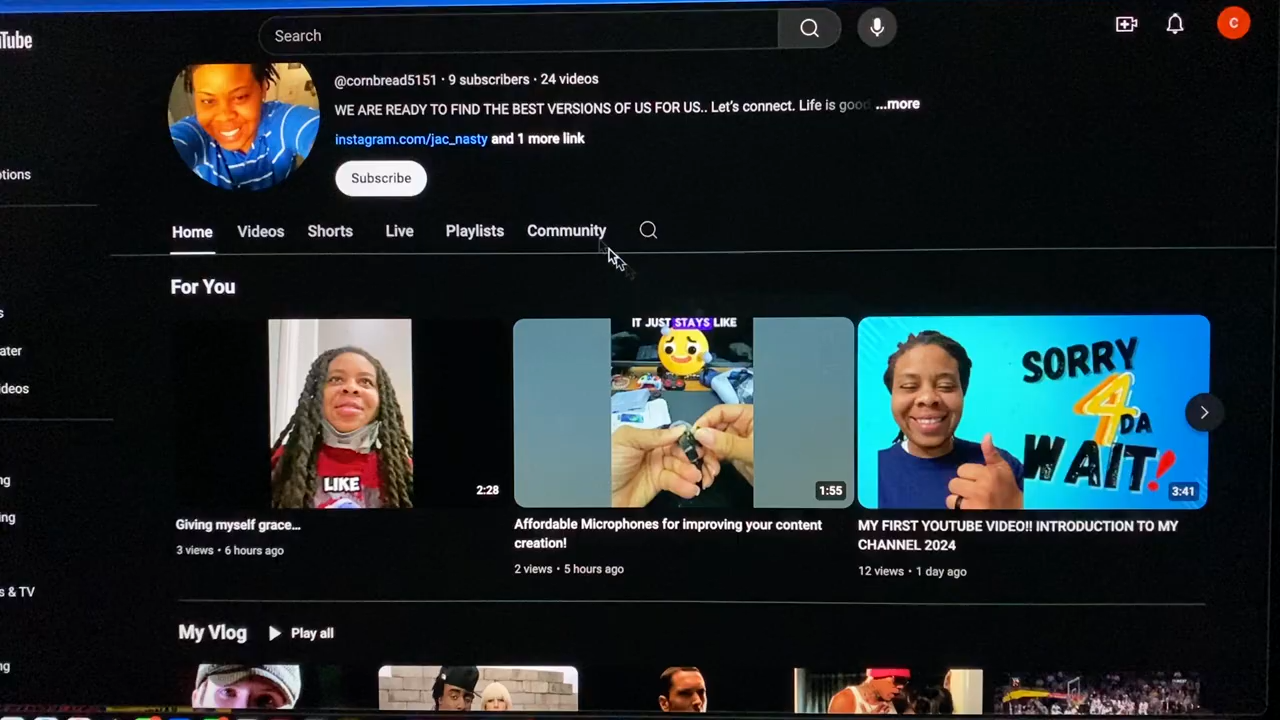 Tube
Search
C
@cornbread5151 · 9 subscribers · 24 videos
WE ARE READY TO FIND THE BEST VERSIONS OF US FOR US.. Let's connect. Life is good ...more
instagram.com/jac_nasty and 1 more link
Subscribe
Home Videos Shorts Live Playlists Community
For You
LIKE
2:28
IT JUST STAYS LIKE
1:55
SORRY
4
DA
WAIT!
3:41
Giving myself grace...
3 views · 6 hours ago
Affordable Microphones for improving your content
creation!
2 views · 5 hours ago
MY FIRST YOUTUBE VIDEO!! INTRODUCTION TO MY
CHANNEL 2024
12 views · 1 day ago
My Vlog Play all
otions
s
ater
deos
ng
ing
s & TV
ng